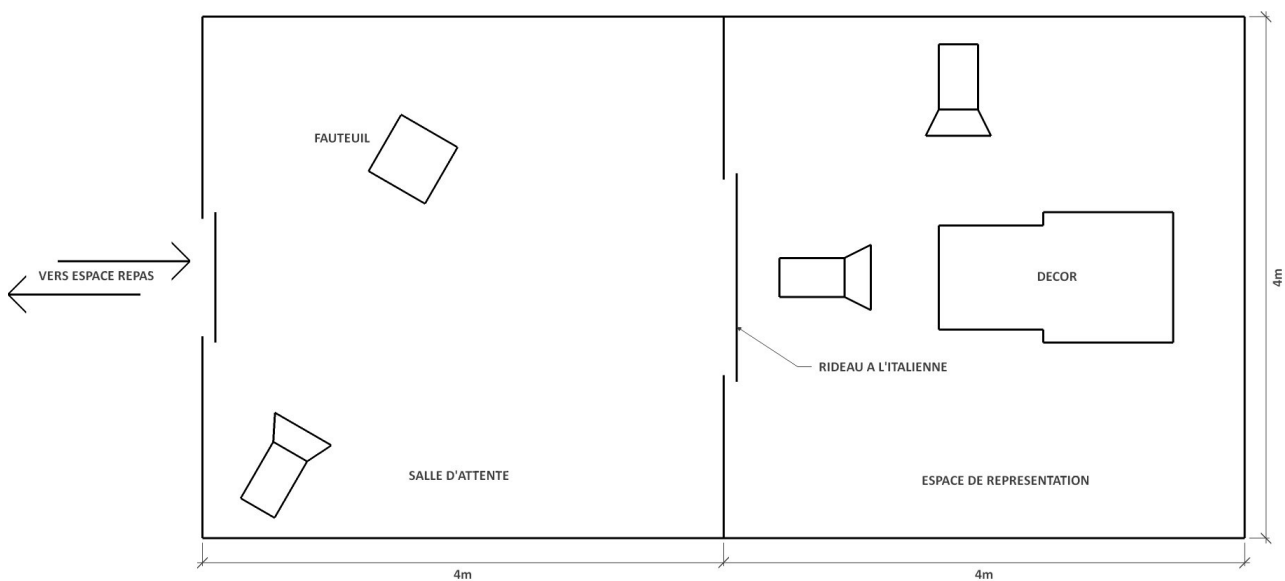 FAUTEUIL
VERS ESPACE REPAS
DECOR
4m
RIDEAU A L'ITALIENNE
SALLE D'ATTENTE
ESPACE DE REPRESENTATION
4m
4m